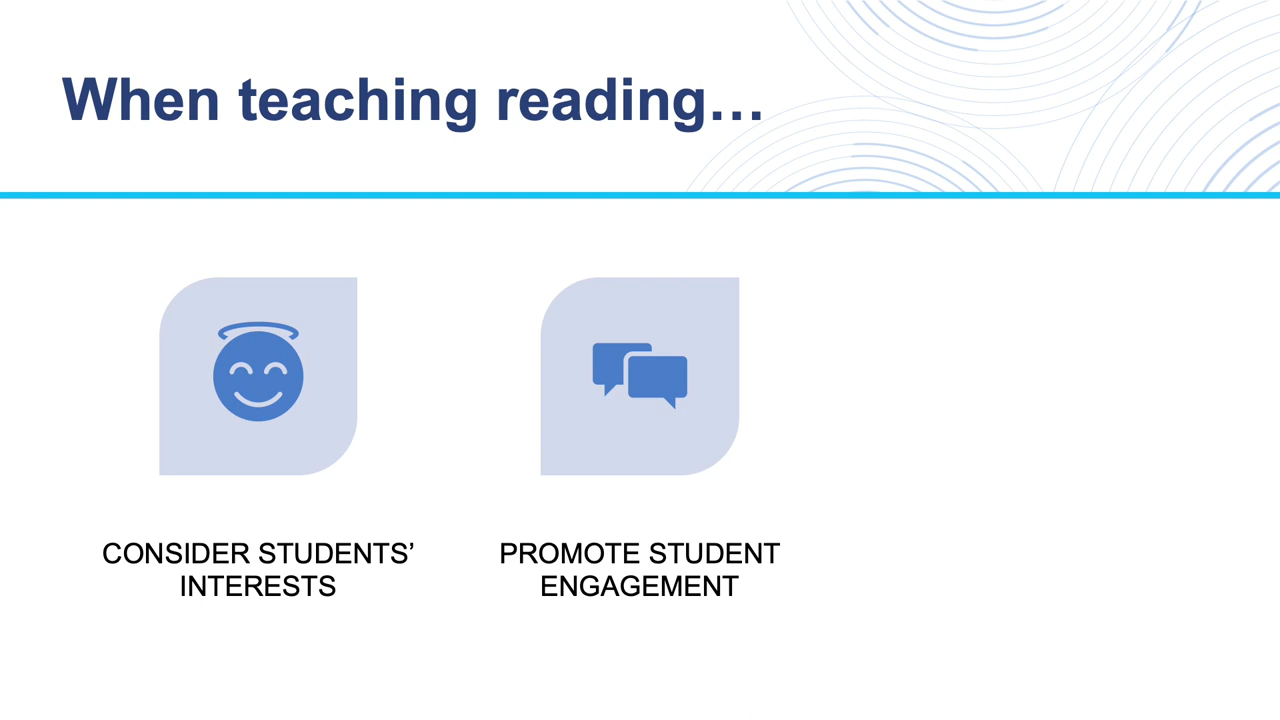 When teaching reading…
CONSIDER STUDENTS’
INTERESTS
PROMOTE STUDENT
ENGAGEMENT